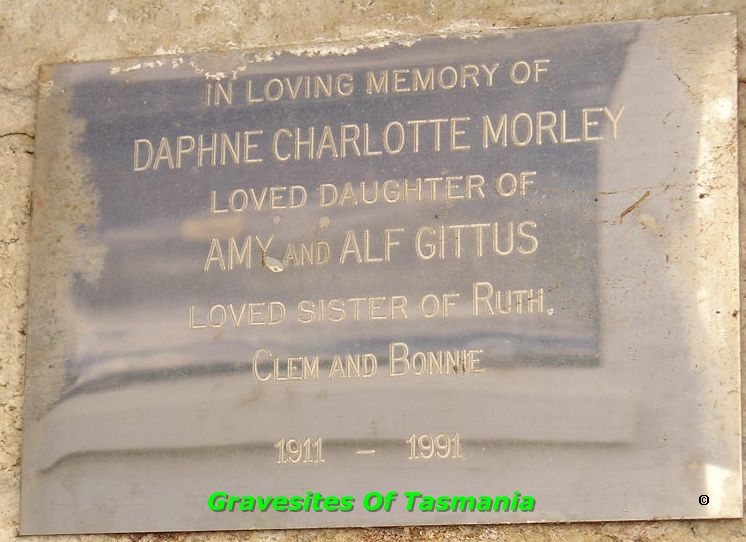 IN LOVING MEMORY OF
DAPHNE CHARLOTTE MORLEY
LOVED DAUGHTER OF
AMY AND ALF GITTUS
LOVED SISTER OF RUTH,
CLEM AND BONNIE
1911 – 1991
Gravesites Of Tasmania ©